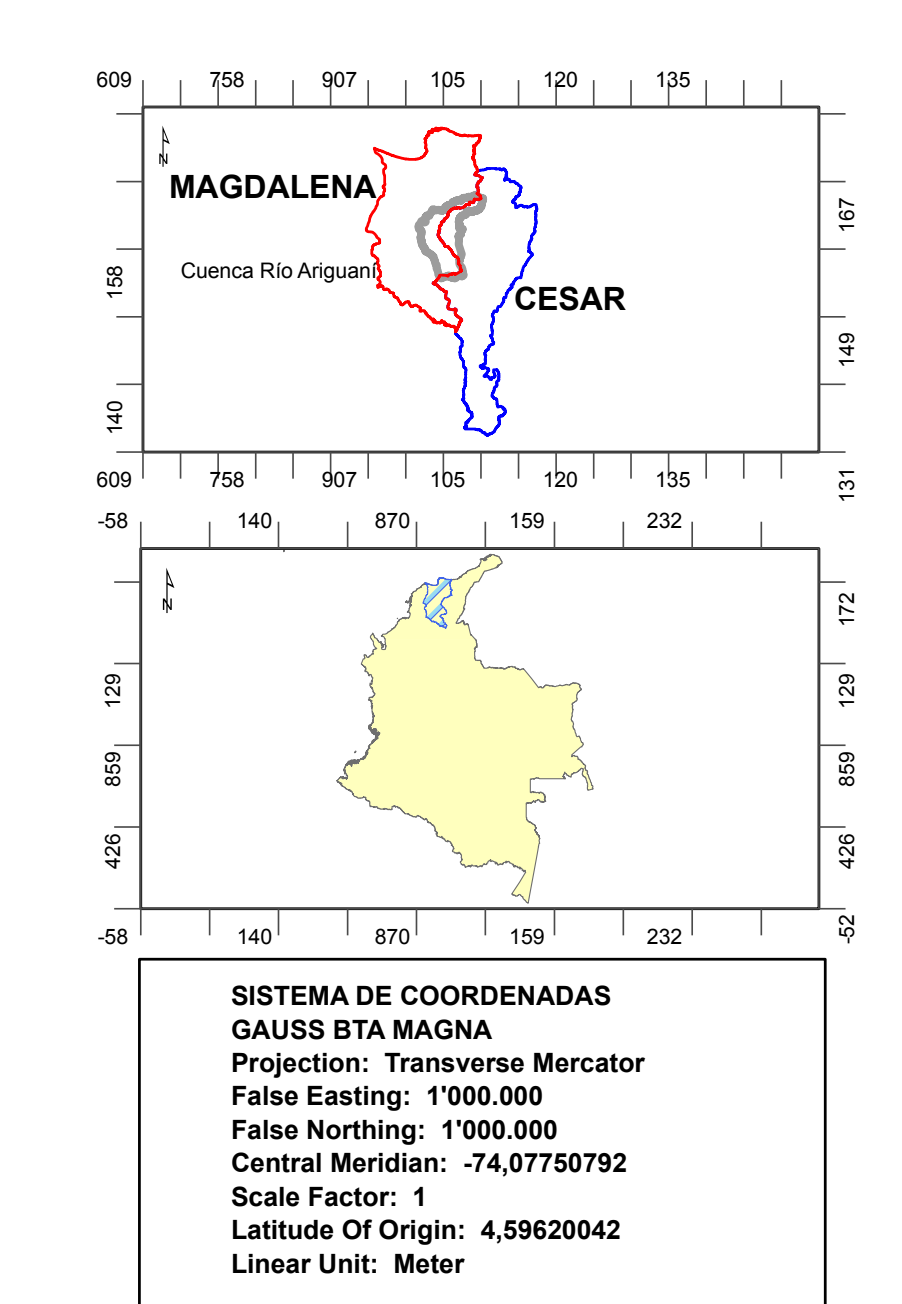 609 758 907 105 120 135
N
MAGDALENA
167
Cuenca Río Ariguaní
158
CESAR
149
140
131
609 758 907 105 120 135
-58 140 870 159 232
N
172
129 129
859 859
426 426
-52
-58 140 870 159 232
SISTEMA DE COORDENADAS
GAUSS BTA MAGNA
Projection: Transverse Mercator
False Easting: 1'000.000
False Northing: 1'000.000
Central Meridian: -74,07750792
Scale Factor: 1
Latitude Of Origin: 4,59620042
Linear Unit: Meter